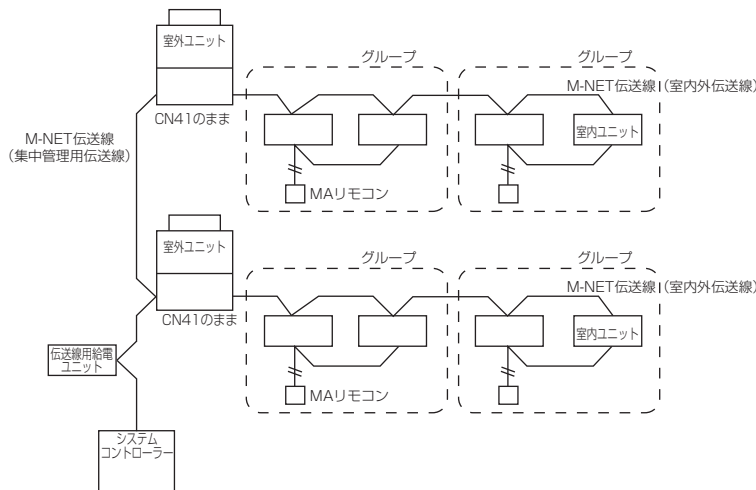 室外ユニット
グループ
グループ
M-NET伝送線（室内外伝送線）
CN41のまま
M-NET伝送線
（集中管理用伝送線）
室内ユニット
MAリモコン
室外ユニット
グループ
グループ
M-NET伝送線（室内外伝送線）
CN41のまま
室内ユニット
伝送線用給電
ユニット
MAリモコン
システム
コントローラー